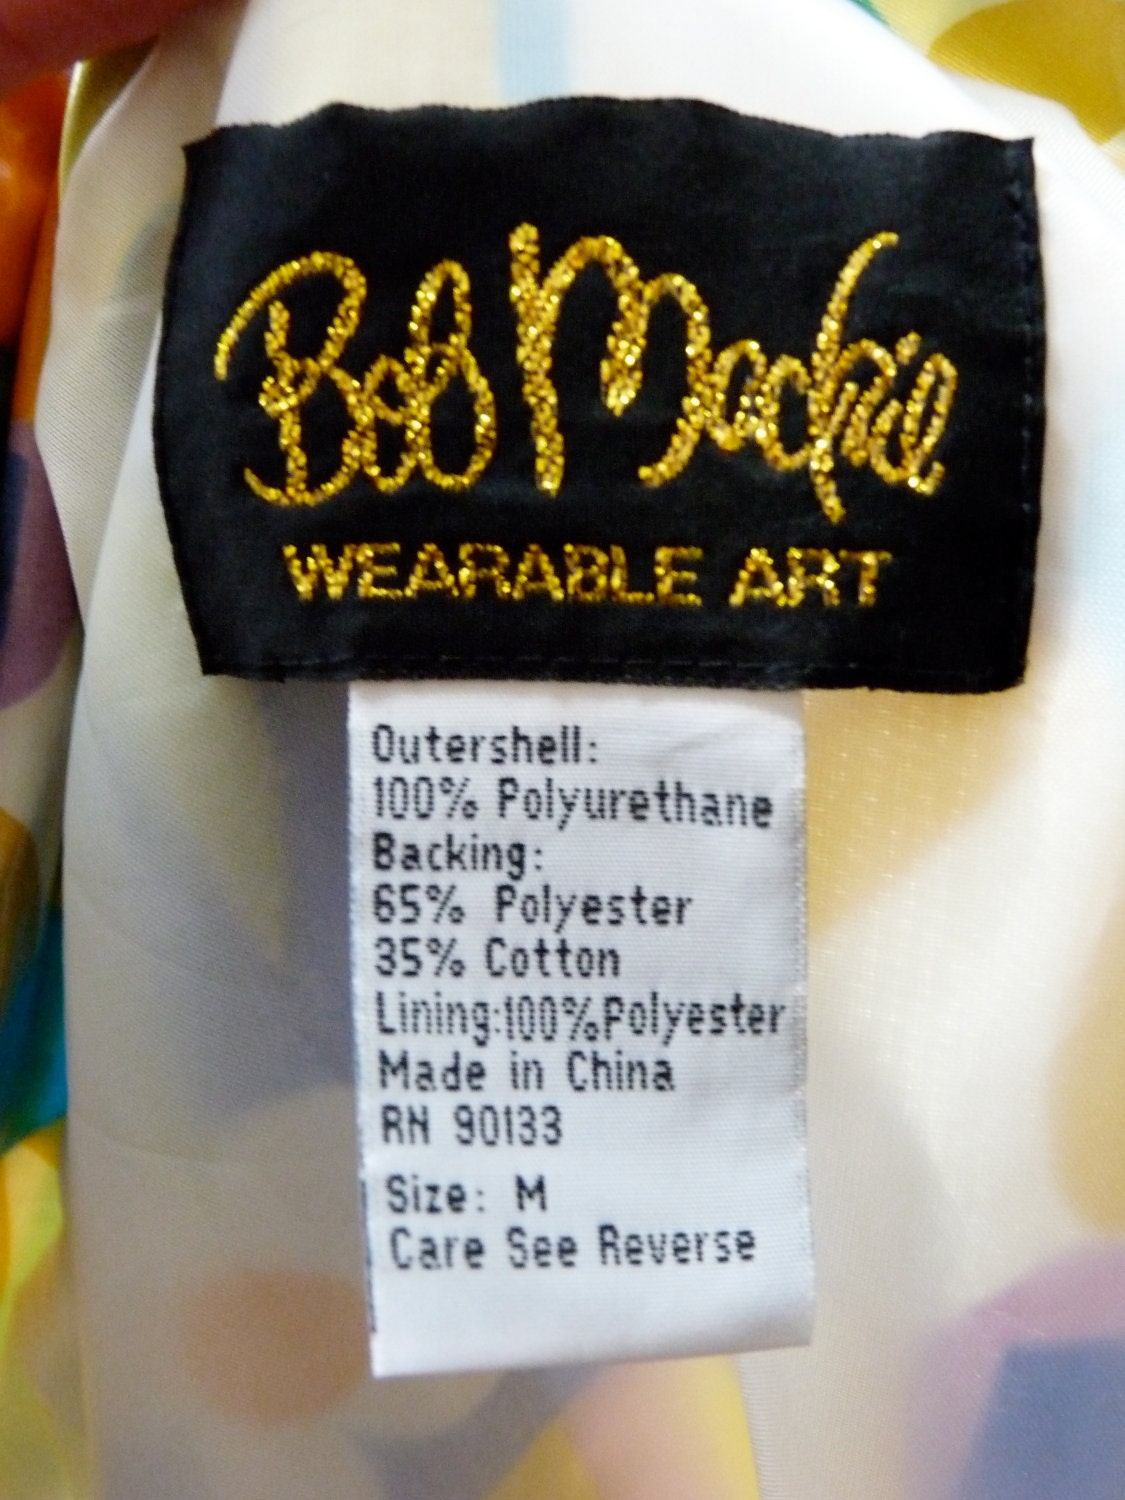 Bob Mackie
WEARABLE ART
Outershell:
100% Polyurethane
Backing:
65% Polyester
35% Cotton
Lining:100%Polyester
Made in China
RN 90133
Size: M
Care See Reverse